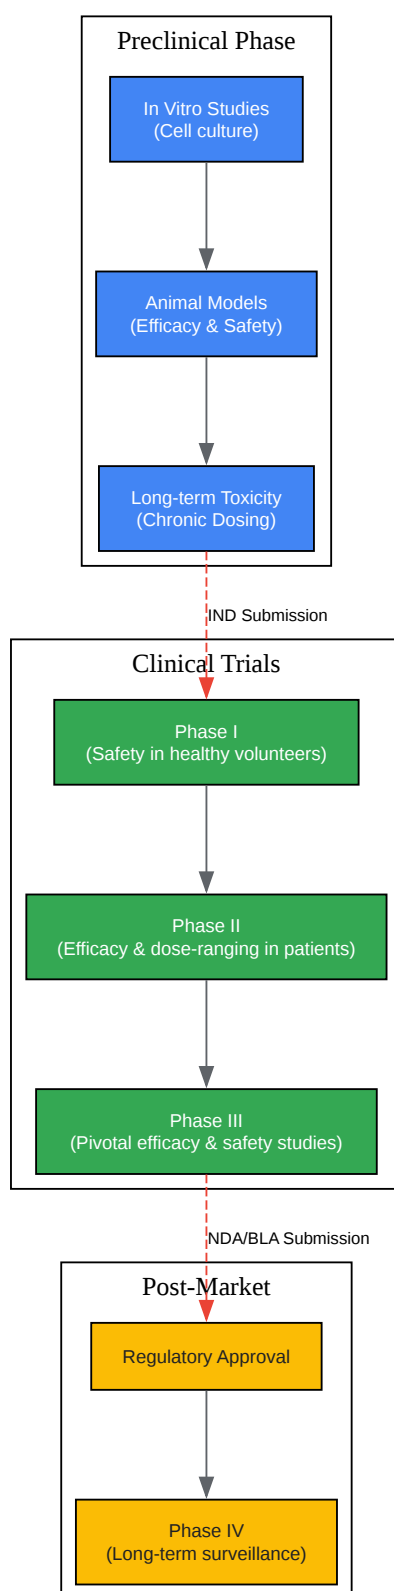 Preclinical Phase
In Vitro Studies
(Cell culture)
Animal Models
(Efficacy & Safety)
Long-term Toxicity
(Chronic Dosing)
IND Submission
Clinical Trials
Phase I
(Safety in healthy volunteers)
Phase II
(Efficacy & dose-ranging in patients)
Phase III
(Pivotal efficacy & safety studies)
NDA/BLA Submission
Post-Market
Regulatory Approval
Phase IV
(Long-term surveillance)